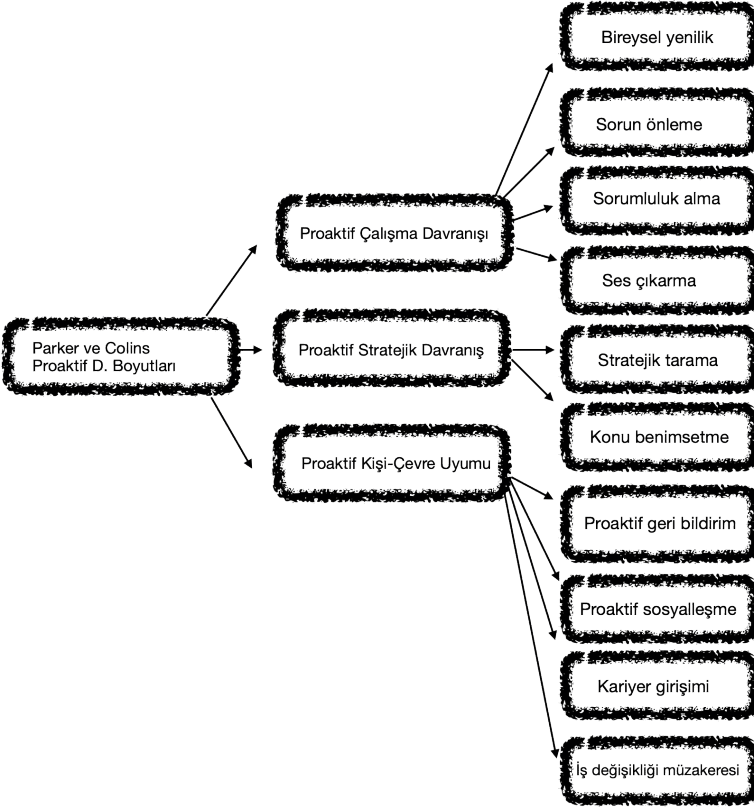 Parker ve Colins
Proaktif D. Boyutları
Proaktif Çalışma Davranışı
Proaktif Stratejik Davranış
Proaktif Kişi-Çevre Uyumu
Bireysel yenilik
Sorun önleme
Sorumluluk alma
Ses çıkarma
Stratejik tarama
Konu benimsetme
Proaktif geri bildirim
Proaktif sosyalleşme
Kariyer girişimi
İş değişikliği müzakeresi